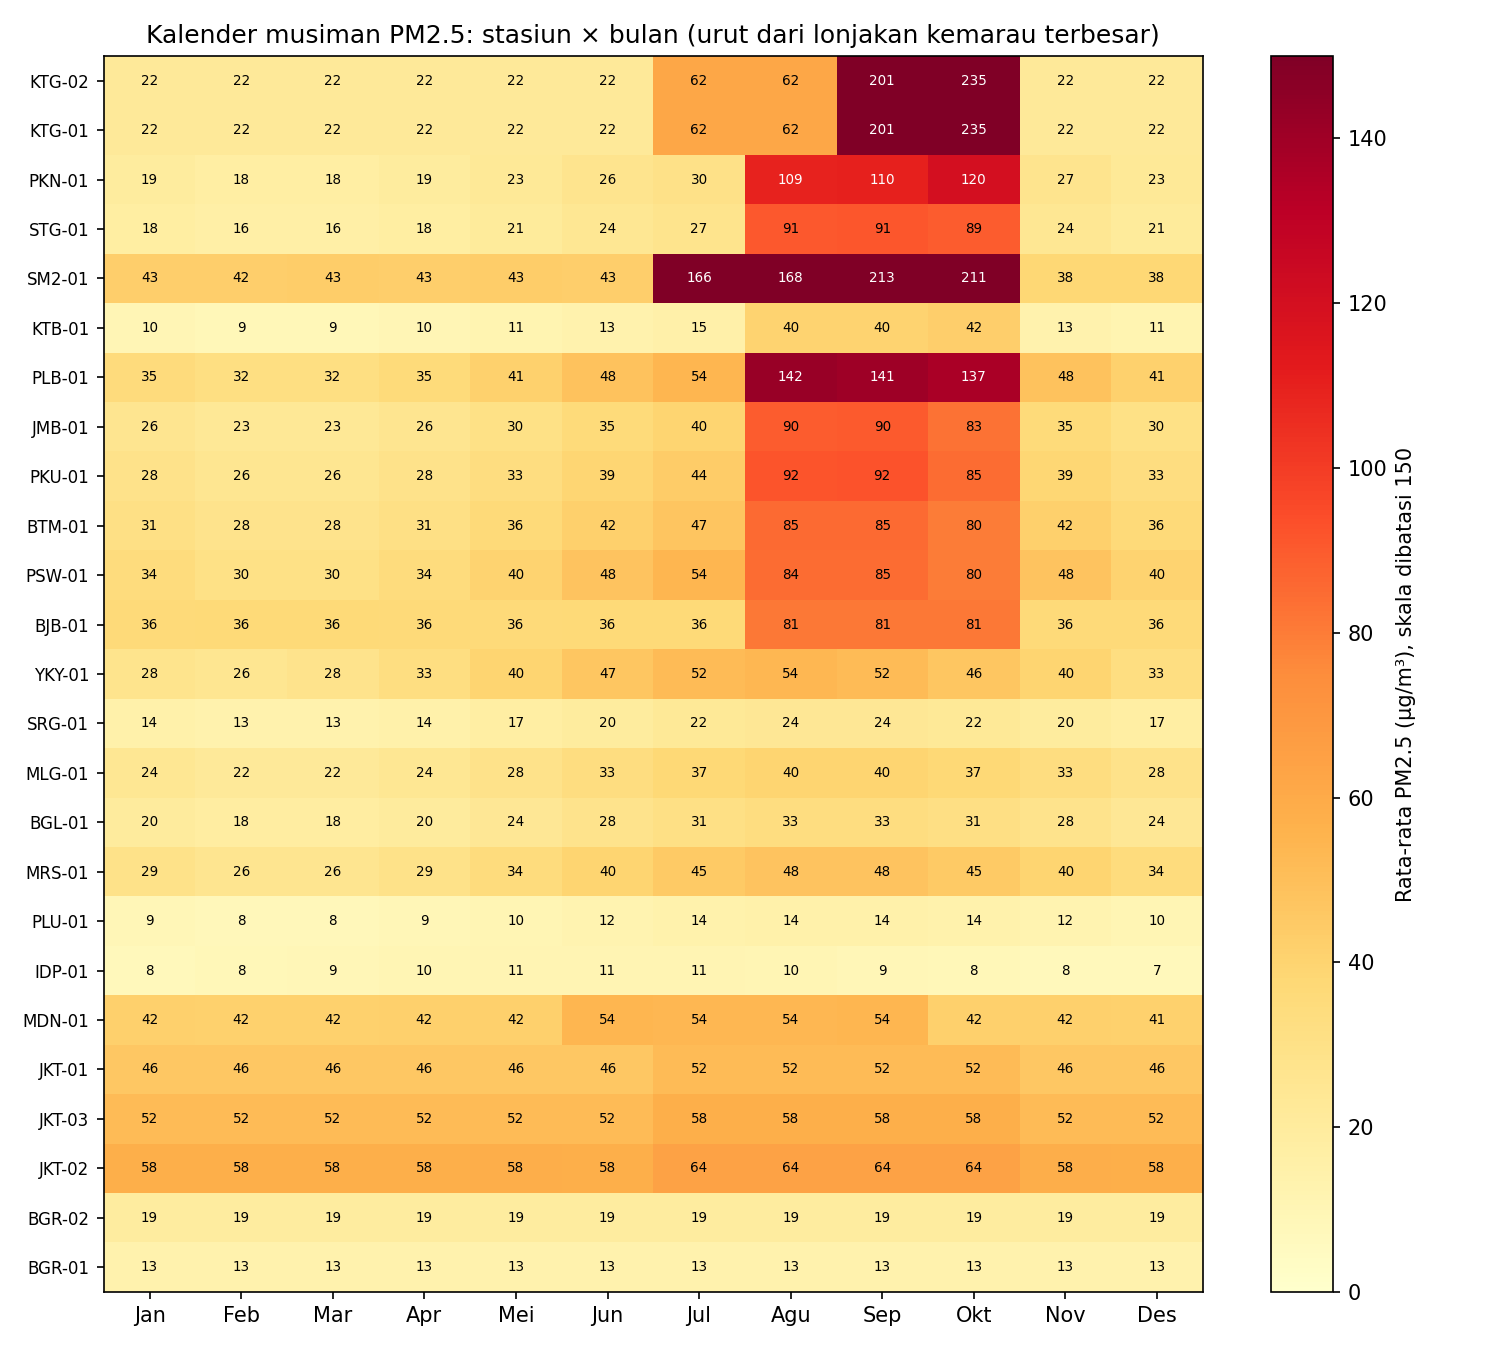 Kalender musiman PM2.5: stasiun × bulan (urut dari lonjakan kemarau terbesar)
KTG-02 22 22 22 22 22 22 62 62 201 235 22 22
KTG-01 22 22 22 22 22 22 62 62 201 235 22 22
PKN-01 19 18 18 19 23 26 30 109 110 120 27 23
STG-01 18 16 16 18 21 24 27 91 91 89 24 21
SM2-01 43 42 43 43 43 43 166 168 213 211 38 38
KTB-01 10 9 9 10 11 13 15 40 40 42 13 11
PLB-01 35 32 32 35 41 48 54 142 141 137 48 41
JMB-01 26 23 23 26 30 35 40 90 90 83 35 30
PKU-01 28 26 26 28 33 39 44 92 92 85 39 33
BTM-01 31 28 28 31 36 42 47 85 85 80 42 36
PSW-01 34 30 30 34 40 48 54 84 85 80 48 40
BJB-01 36 36 36 36 36 36 36 81 81 81 36 36
YKY-01 28 26 28 33 40 47 52 54 52 46 40 33
SRG-01 14 13 13 14 17 20 22 24 24 22 20 17
MLG-01 24 22 22 24 28 33 37 40 40 37 33 28
BGL-01 20 18 18 20 24 28 31 33 33 31 28 24
MRS-01 29 26 26 29 34 40 45 48 48 45 40 34
PLU-01 9 8 8 9 10 12 14 14 14 14 12 10
IDP-01 8 8 9 10 11 11 11 10 9 8 8 7
MDN-01 42 42 42 42 42 54 54 54 54 42 42 41
JKT-01 46 46 46 46 46 46 52 52 52 52 46 46
JKT-03 52 52 52 52 52 52 58 58 58 58 52 52
JKT-02 58 58 58 58 58 58 64 64 64 64 58 58
BGR-02 19 19 19 19 19 19 19 19 19 19 19 19
BGR-01 13 13 13 13 13 13 13 13 13 13 13 13
Jan Feb Mar Apr Mei Jun Jul Agu Sep Okt Nov Des
140
120
100
80
60
40
20
0
Rata-rata PM2.5 (µg/m³), skala dibatasi 150